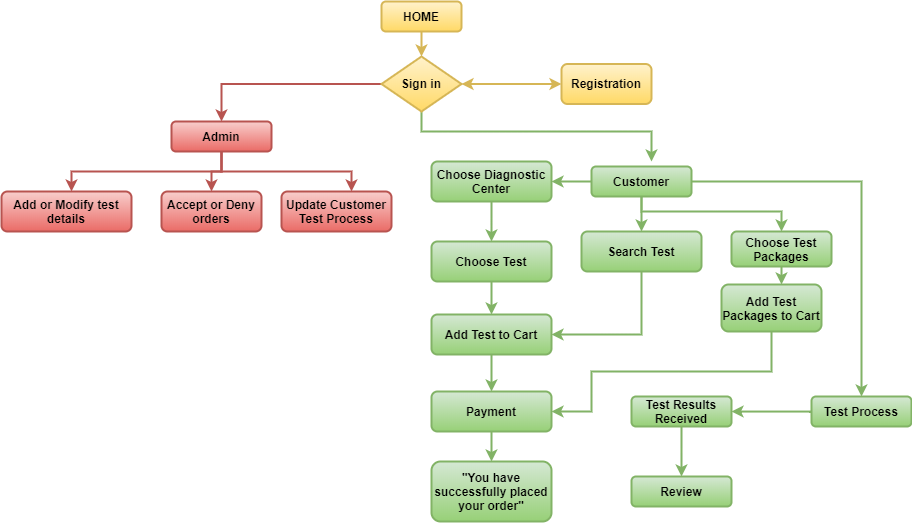 HOME
Sign in
Registration
Admin
Add or Modify test
details
Accept or Deny
orders
Update Customer
Test Process
Choose Diagnostic
Center
Customer
Choose Test
Search Test
Choose Test
Packages
Add Test
Packages to Cart
Add Test to Cart
Payment
Test Results
Received
Test Process
"You have
successfully placed
your order"
Review